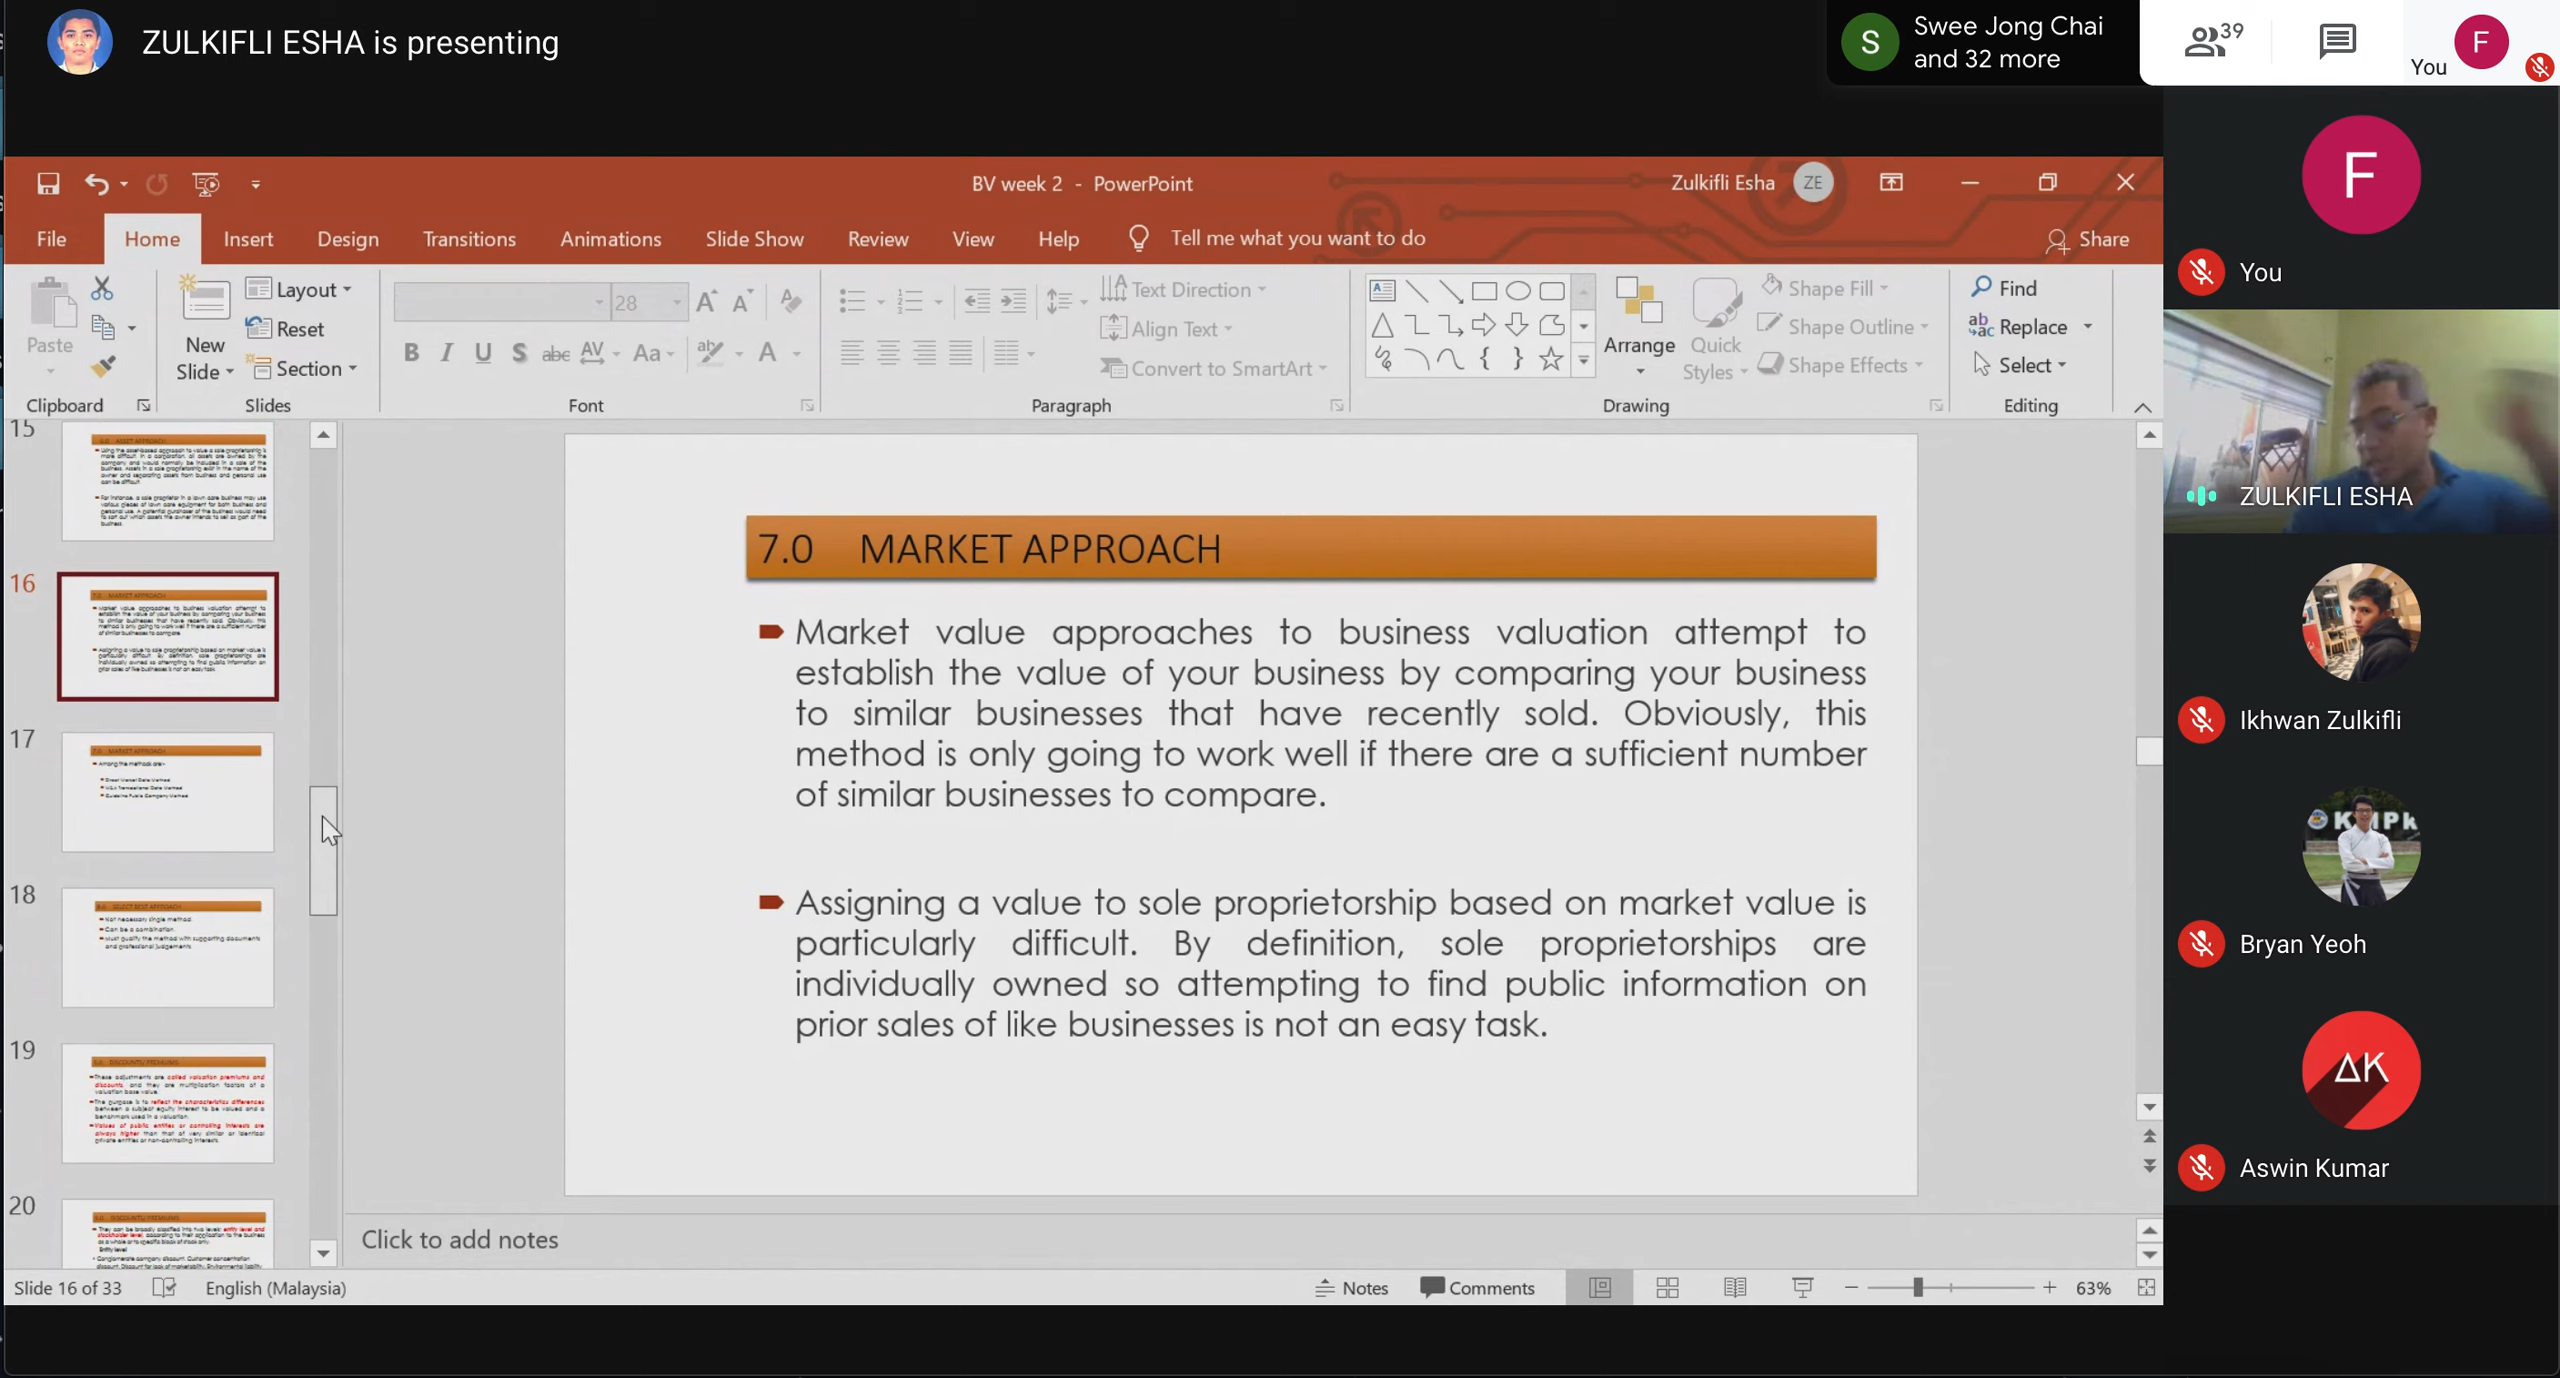 ZULKIFLI ESHA is presenting
S
Swee Jong Chai
and 32 more
39
You
F
BV week 2 - PowerPoint
Zulkifli Esha
ZE
File
Home
Insert
Design
Transitions
Animations
Slide Show
Review
View
Help
Tell me what you want to do
Share
Paste
Clipboard
New
Slide
Layout
Reset
Section
Slides
28
Font
Text Direction
Align Text
Convert to SmartArt
Paragraph
Arrange
Quick
Styles
Shape Fill
Shape Outline
Shape Effects
Drawing
Find
Replace
Select
Editing
15
16
17
18
19
20
7.0 MARKET APPROACH
Market value approaches to business valuation attempt to
establish the value of your business by comparing your business
to similar businesses that have recently sold. Obviously, this
method is only going to work well if there are a sufficient number
of similar businesses to compare.
Assigning a value to sole proprietorship based on market value is
particularly difficult. By definition, sole proprietorships are
individually owned so attempting to find public information on
prior sales of like businesses is not an easy task.
Click to add notes
Slide 16 of 33
English (Malaysia)
Notes
Comments
63%
F
You
ZULKIFLI ESHA
Ikhwan Zulkifli
Bryan Yeoh
ΔK
Aswin Kumar